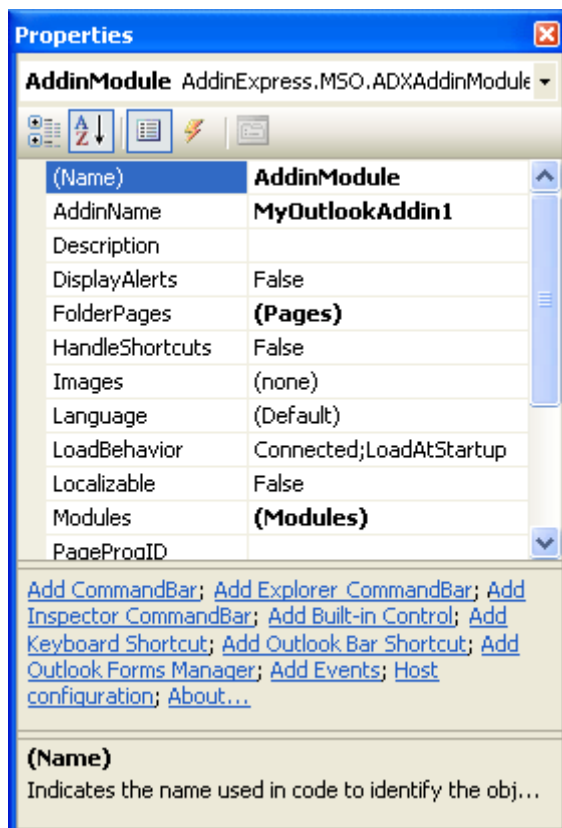 Properties
AddinModule AddinExpress.MSO.ADXAddinModule
(Name) AddinModule
AddinName MyOutlookAddin1
Description
DisplayAlerts False
FolderPages (Pages)
HandleShortcuts False
Images (none)
Language (Default)
LoadBehavior Connected;LoadAtStartup
Localizable False
Modules (Modules)
PageProgID
Add CommandBar; Add Explorer CommandBar; Add
Inspector CommandBar; Add Built-in Control; Add
Keyboard Shortcut; Add Outlook Bar Shortcut; Add
Outlook Forms Manager; Add Events; Host
configuration; About...
(Name)
Indicates the name used in code to identify the obj...